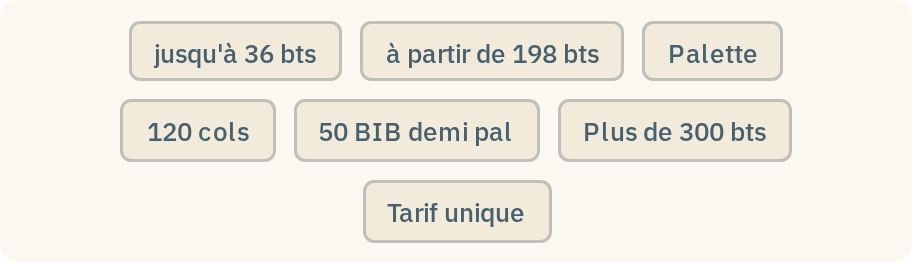 jusqu'à 36 bts
à partir de 198 bts
Palette
120 cols
50 BIB demi pal
Plus de 300 bts
Tarif unique